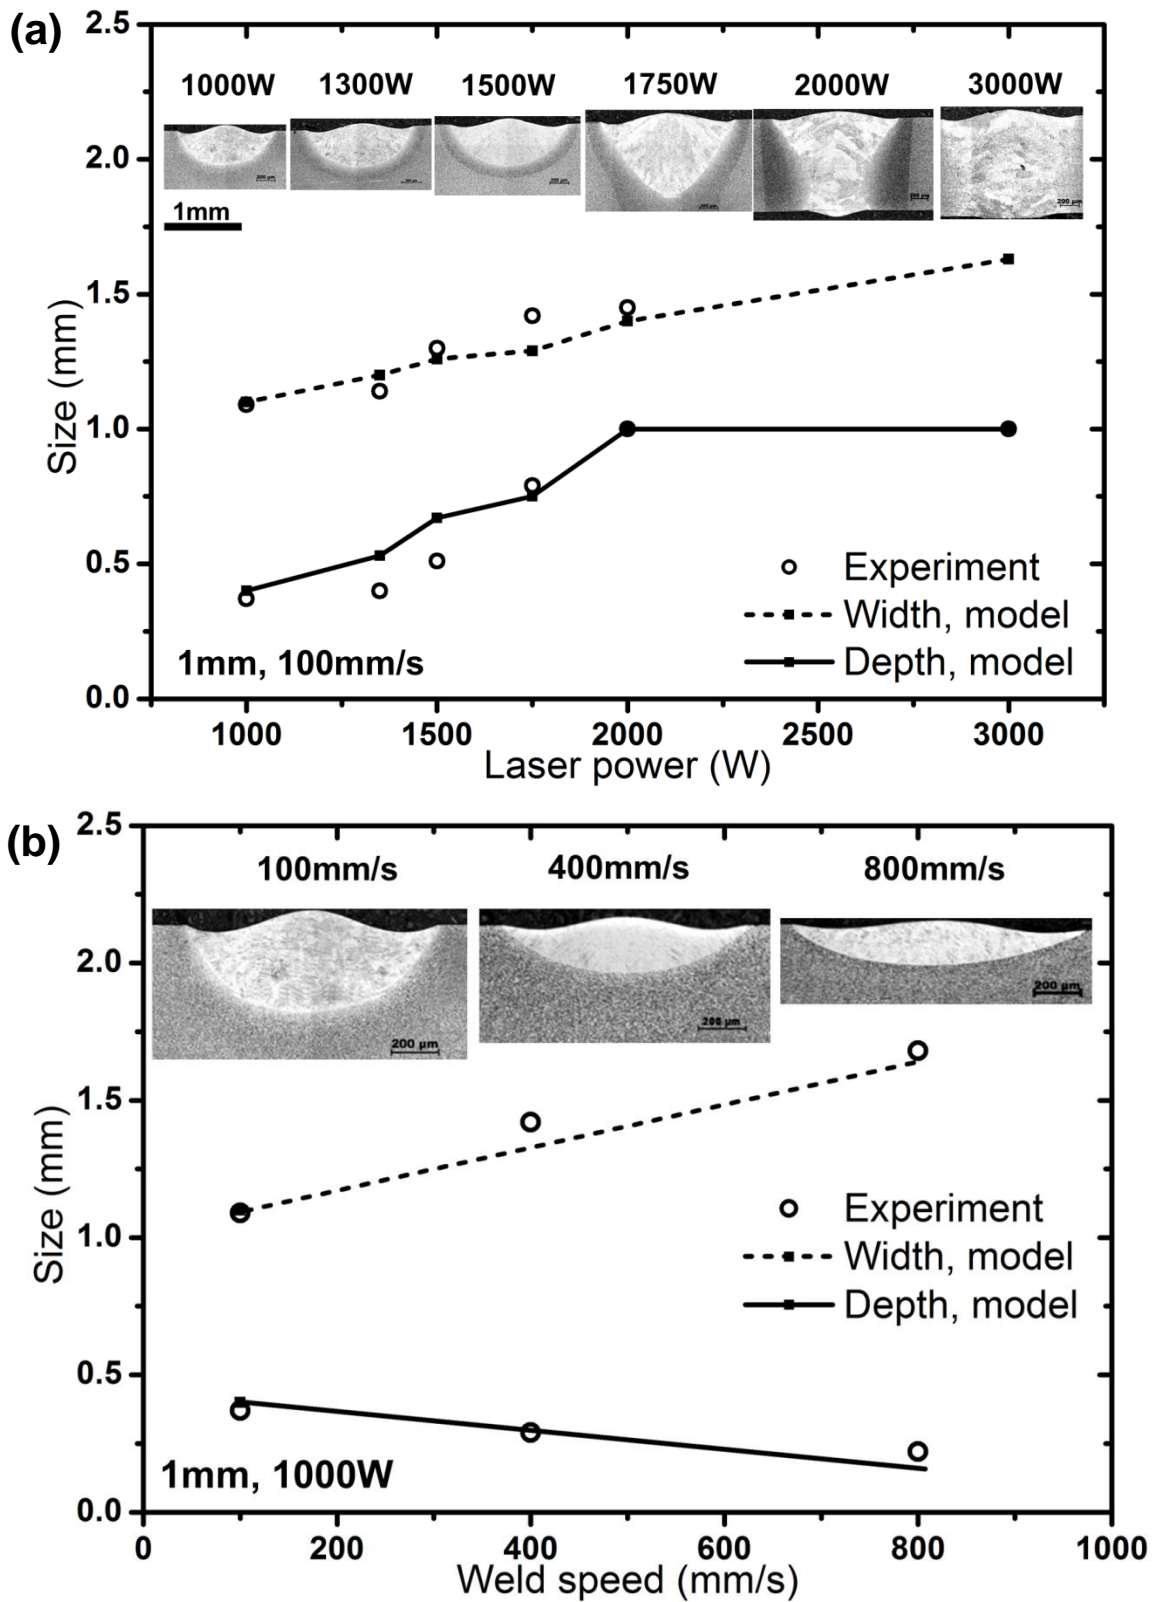 (a)
2.5
2.0
1.5
1.0
0.5
0.0
Size (mm)
1000W 1300W 1500W 1750W 2000W 3000W
200 µm
200 µm
1mm
Experiment
Width, model
Depth, model
1mm, 100mm/s
1000 1500 2000 2500 3000
Laser power (W)
(b)
2.5
2.0
1.5
1.0
0.5
0.0
Size (mm)
100mm/s 400mm/s 800mm/s
200 µm 200 µm 200 µm
Experiment
Width, model
Depth, model
1mm, 1000W
0 200 400 600 800 1000
Weld speed (mm/s)